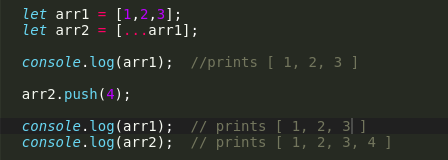 let arr1 = [1,2,3];
let arr2 = [...arr1];
console.log(arr1);  //prints [ 1, 2, 3 ]
arr2.push(4);
console.log(arr1);  // prints [ 1, 2, 3 ]
console.log(arr2);  // prints [ 1, 2, 3, 4 ]